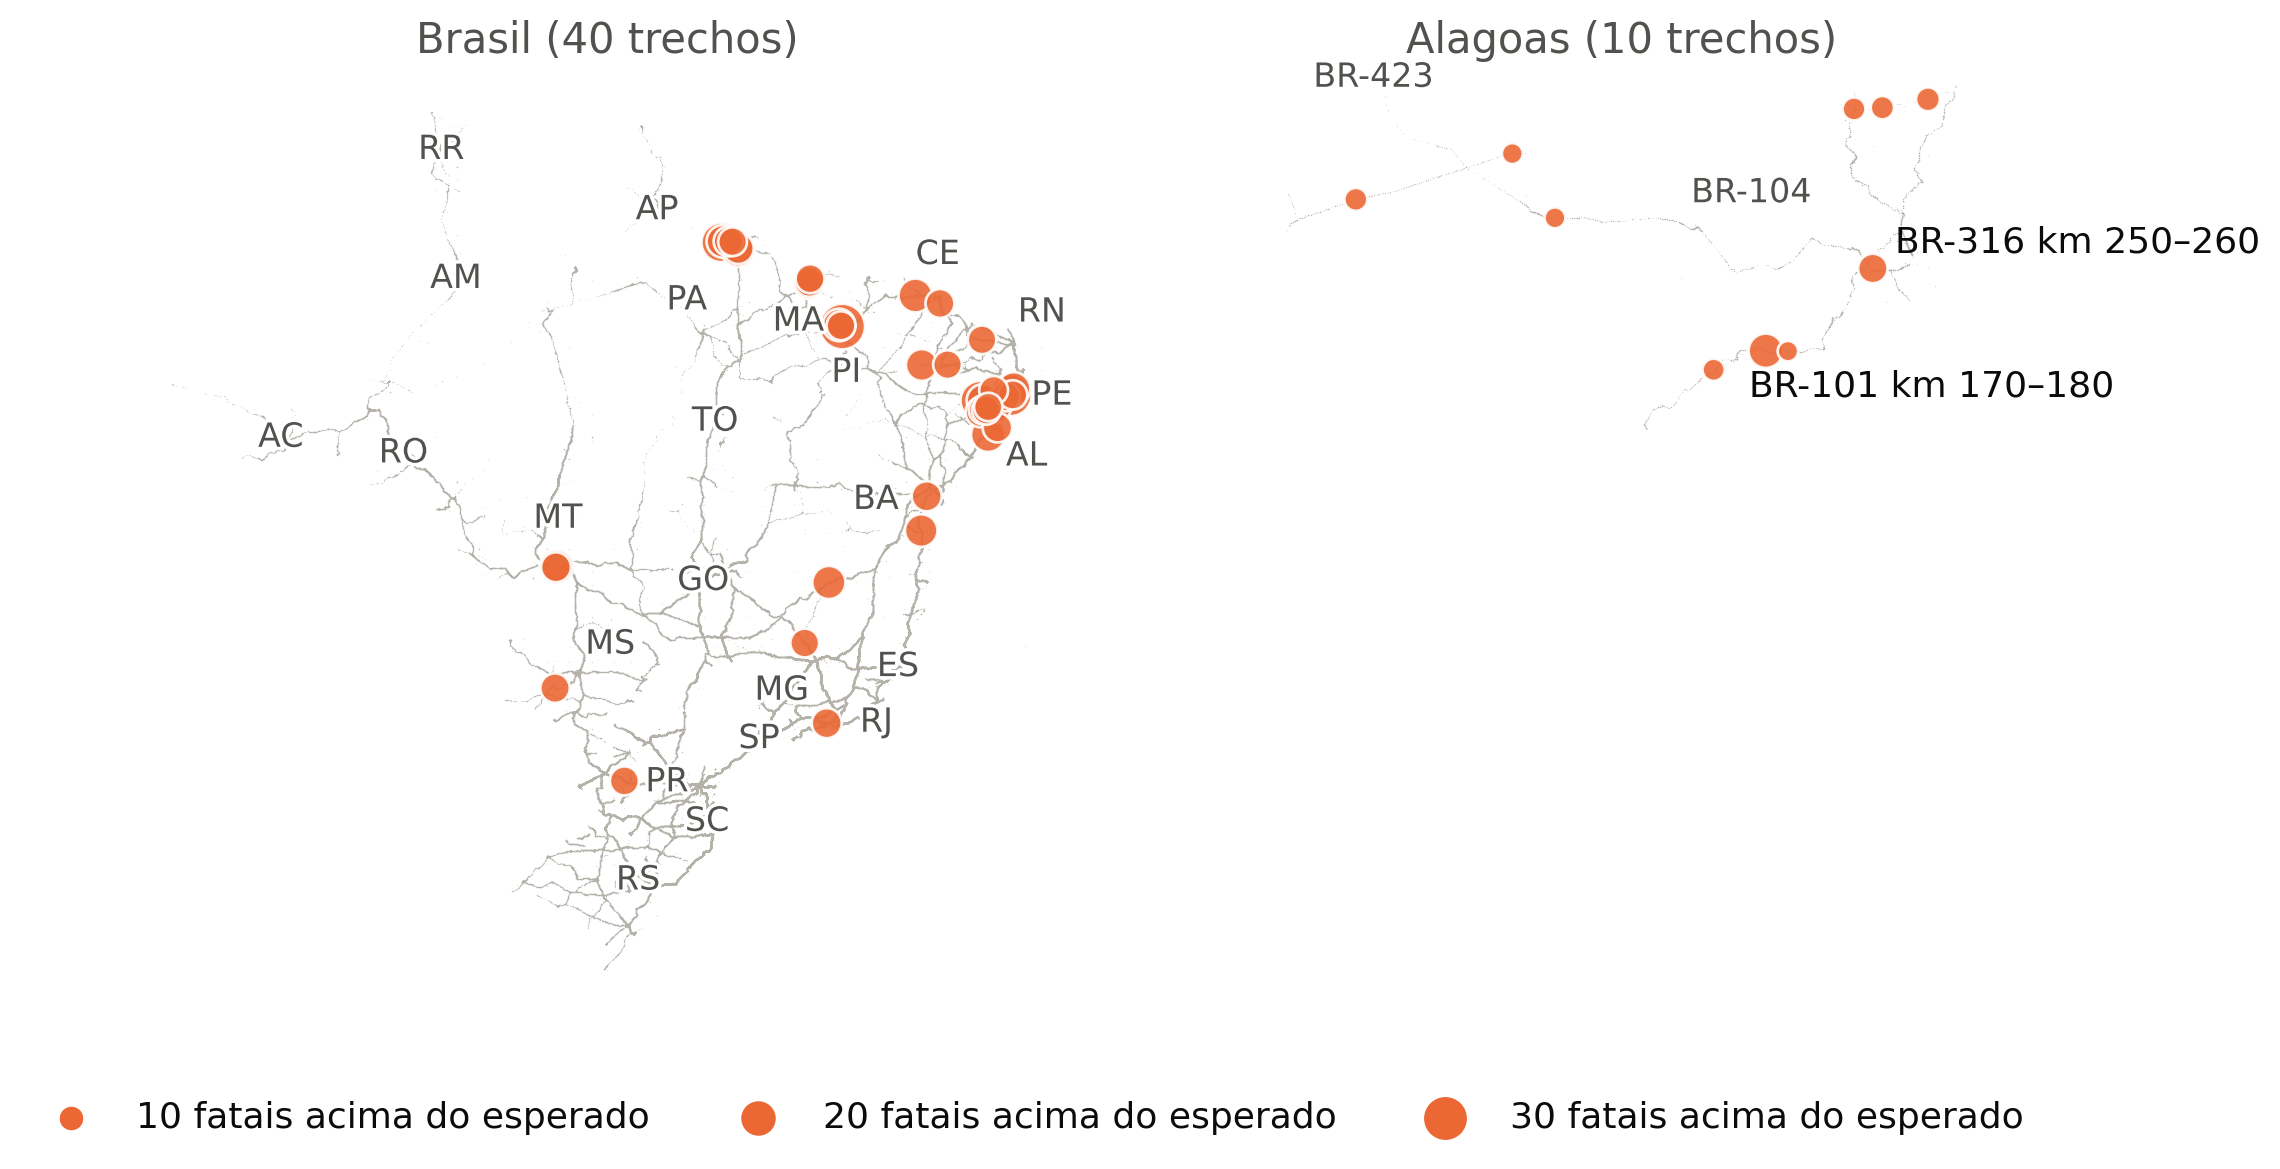 Brasil (40 trechos)
Alagoas (10 trechos)
BR-423
RR
BR-104
AP
BR-316 km 250–260
CE
AM
PA
RN
MA
PI
BR-101 km 170–180
PE
TO
AC
RO
AL
BA
MT
GO
MS
ES
MG
RJ
SP
PR
SC
RS
10 fatais acima do esperado
20 fatais acima do esperado
30 fatais acima do esperado